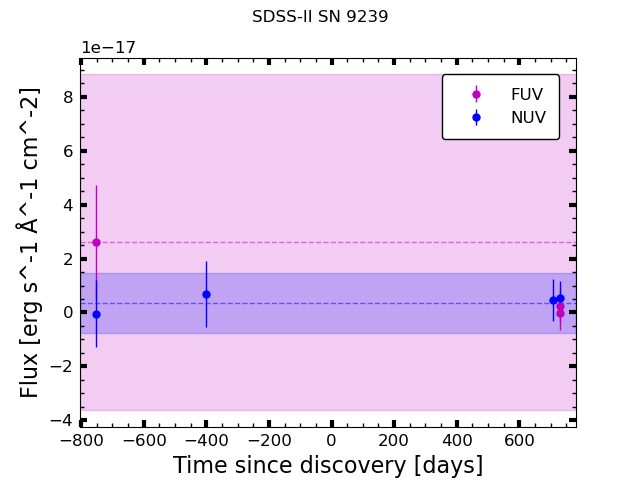 SDSS-II SN 9239
1e−17
FUV
NUV
8
6
4
2
0
−2
−4
Flux [erg s^-1 Å^-1 cm^-2]
−800 −600 −400 −200 0 200 400 600
Time since discovery [days]